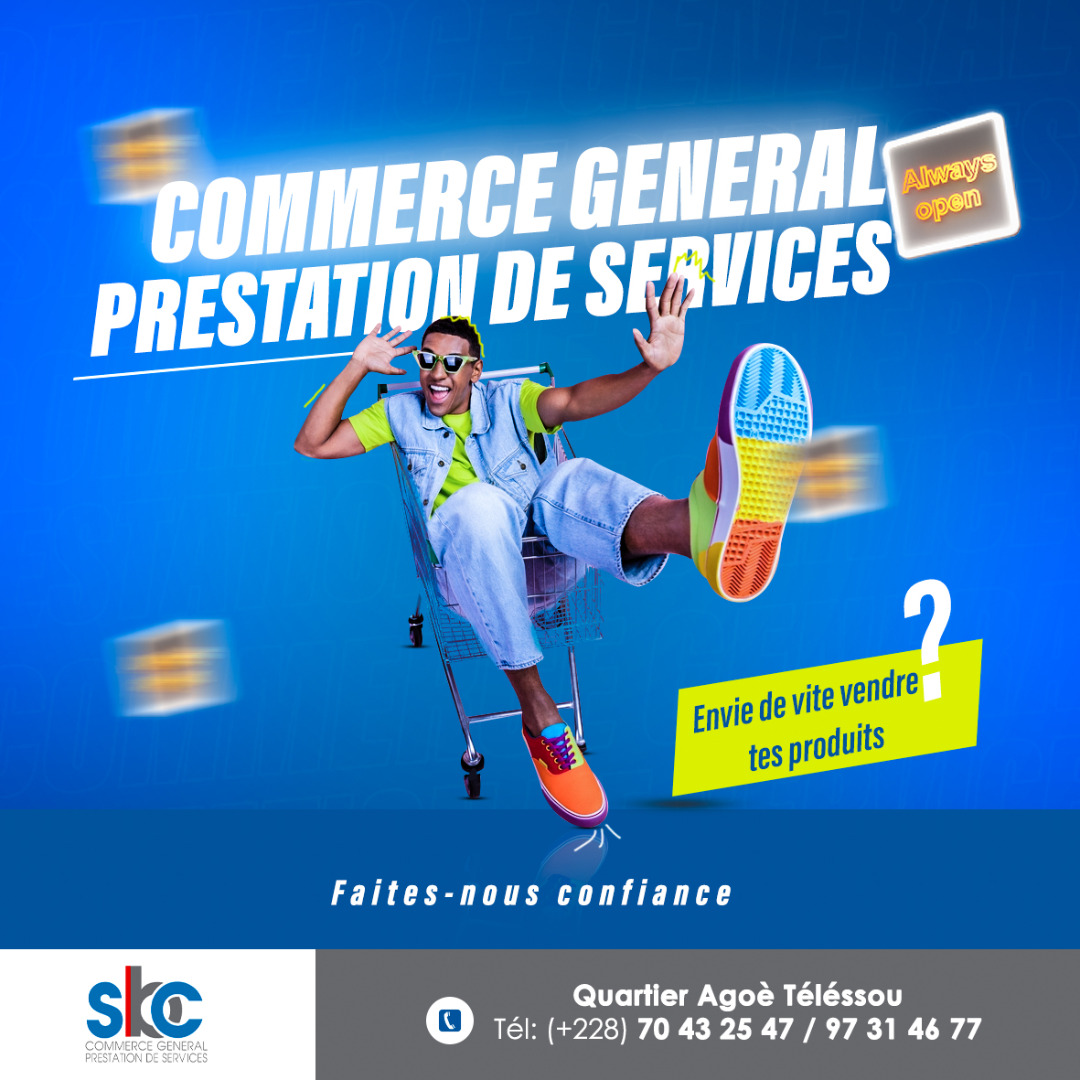 COMMERCE GENERAL
PRESTATION DE SERVICES
Always
open
Envie de vite vendre ?
tes produits
Faites-nous confiance
skc
COMMERCE GENERAL
PRESTATION DE SERVICES
Quartier Agoè Téléssou
Tél: (+228) 70 43 25 47 / 97 31 46 77